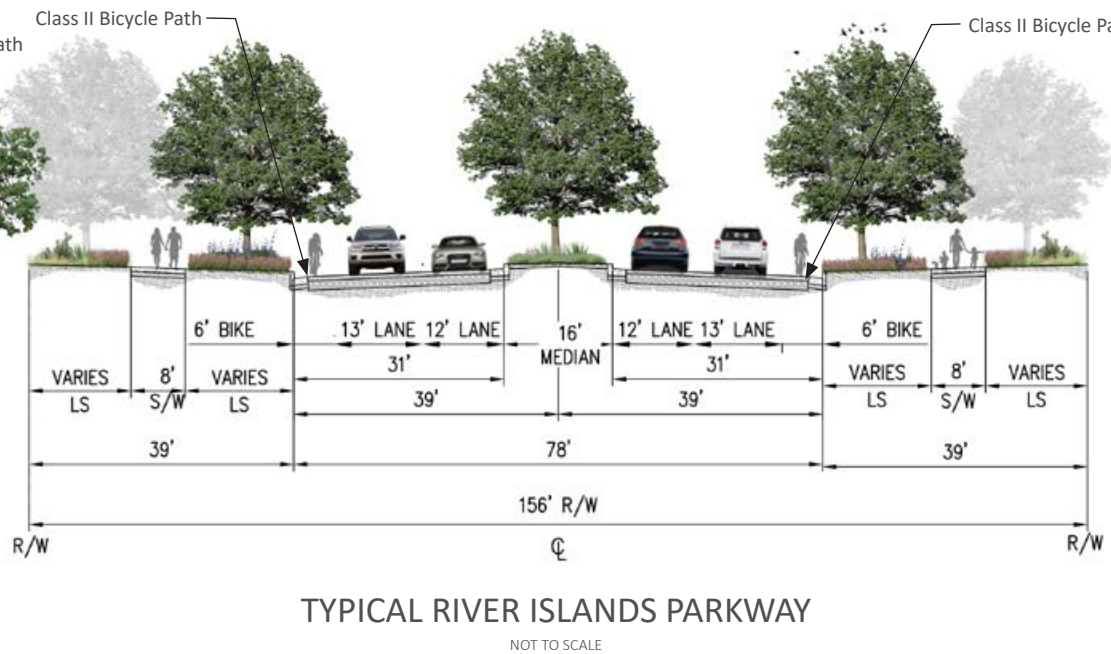 Class II Bicycle Path
ath
Class II Bicycle Pa
6' BIKE
13' LANE
12' LANE
16'
MEDIAN
12' LANE
13' LANE
6' BIKE
31'
31'
VARIES
LS
8'
S/W
VARIES
LS
39'
39'
VARIES
LS
8'
S/W
VARIES
LS
39'
78'
39'
156' R/W
R/W
℄
R/W
TYPICAL RIVER ISLANDS PARKWAY
NOT TO SCALE